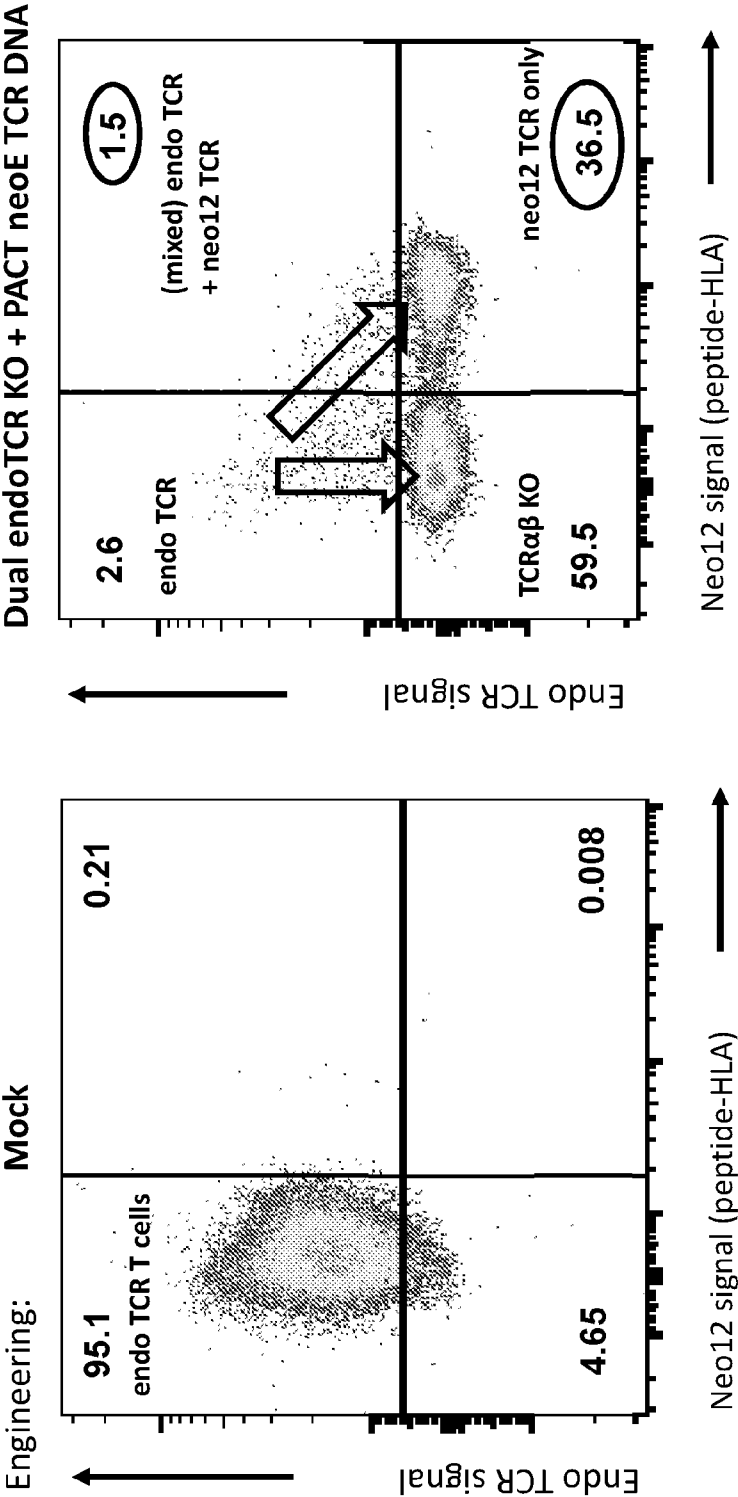 Engineering:
Mock
95.1
endo TCR T cells
0.21
4.65
0.008
Endo TCR signal
Neo12 signal (peptide-HLA)
Dual endoTCR KO + PACT neoE TCR DNA
2.6
endo TCR
1.5
(mixed) endo TCR
+ neo12 TCR
TCRαβ KO
59.5
neo12 TCR only
36.5
Endo TCR signal
Neo12 signal (peptide-HLA)